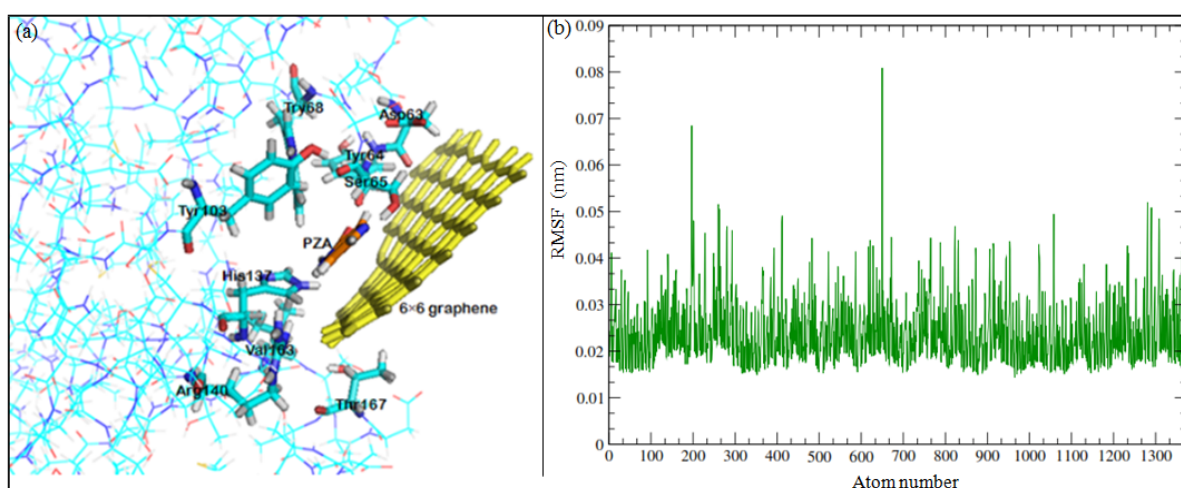 (a)
Try68
Asp63
Tyr64
Ser65
Tyr103
PZA
His137
6×6 graphene
Val163
Arg140
Thr167
(b)
0.09
0.08
0.07
0.06
0.05
0.04
0.03
0.02
0.01
0
RMSF (nm)
0 100 200 300 400 500 600 700 800 900 1000 1100 1200 1300
Atom number